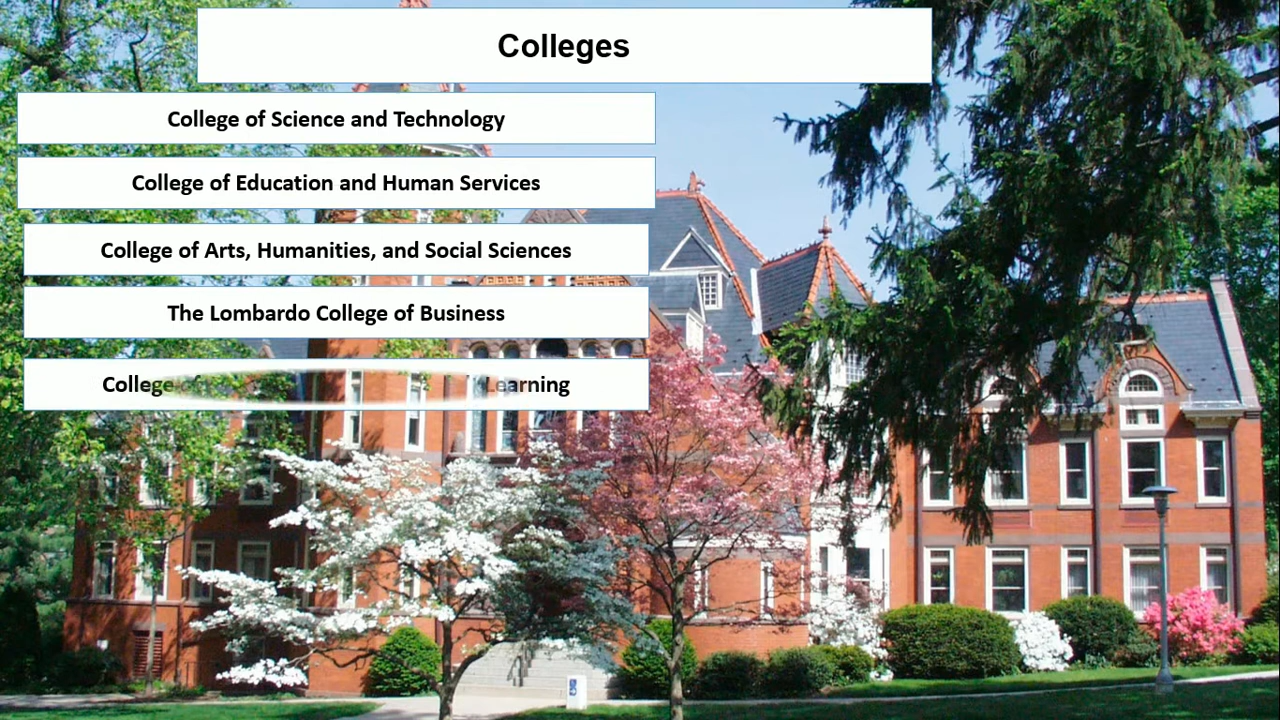 Colleges
College of Science and Technology
College of Education and Human Services
College of Arts, Humanities, and Social Sciences
The Lombardo College of Business
College Learning